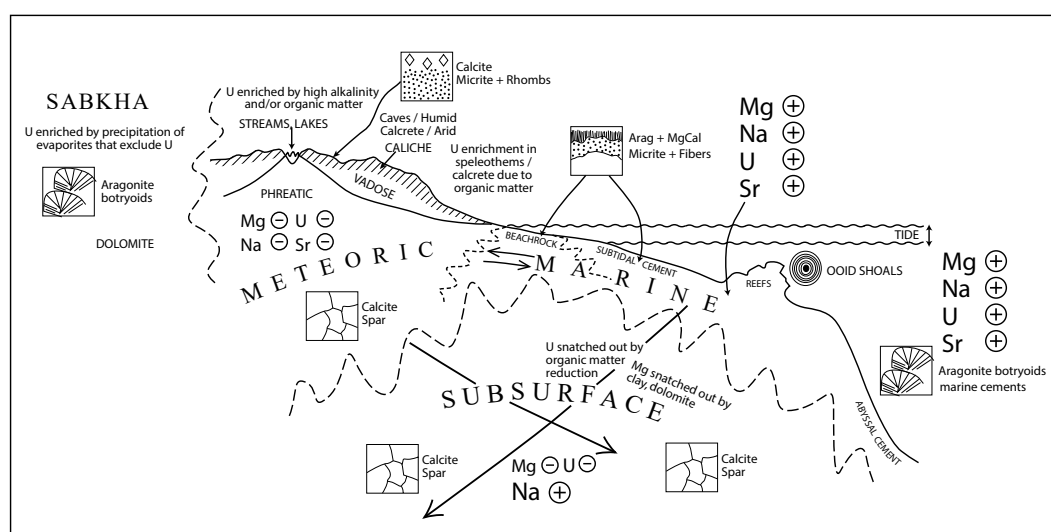 SABKHA
U enriched by precipitation of
evaporites that exclude U
Aragonite
botryoids
DOLOMITE
U enriched by high alkalinity
and/or organic matter
STREAMS, LAKES
Calcite
Micrite + Rhombs
Caves / Humid
Calcrete / Arid
CALICHE
VADOSE
PHREATIC
Mg ⊖ U ⊖
Na ⊖ Sr ⊖
METEORIC
U enrichment in
speleothems /
calcrete due to
organic matter
Arag + MgCal
Micrite + Fibers
Mg ⊕
Na ⊕
U ⊕
Sr ⊕
TIDE
BEACHROCK
SUBTIDAL CEMENT
MARINE
REEFS
OOID SHOALS
Mg ⊕
Na ⊕
U ⊕
Sr ⊕
Aragonite botryoids
marine cements
ABYSSAL CEMENT
Calcite
Spar
U snatched out by
organic matter
reduction
Mg snatched out by
clay, dolomite
SUBSURFACE
Calcite
Spar
Mg ⊖ U ⊖
Na ⊕
Calcite
Spar